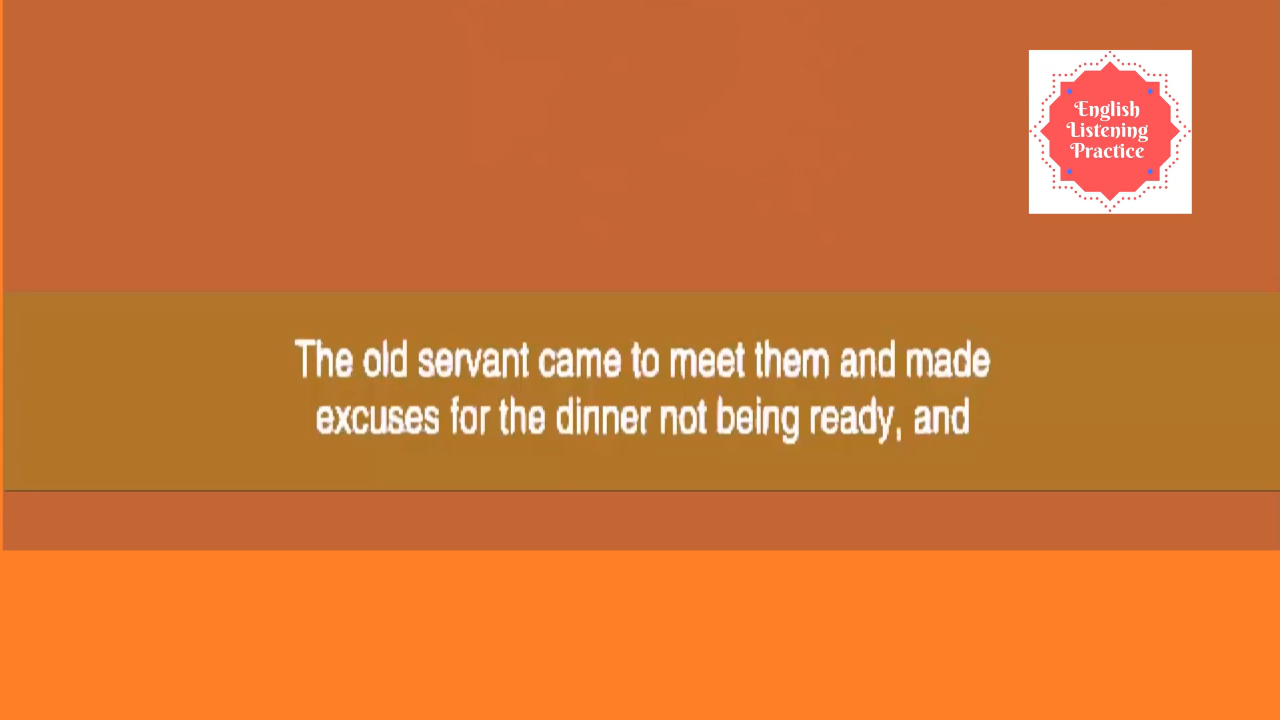 English
Listening
Practice
The old servant came to meet them and made
excuses for the dinner not being ready, and